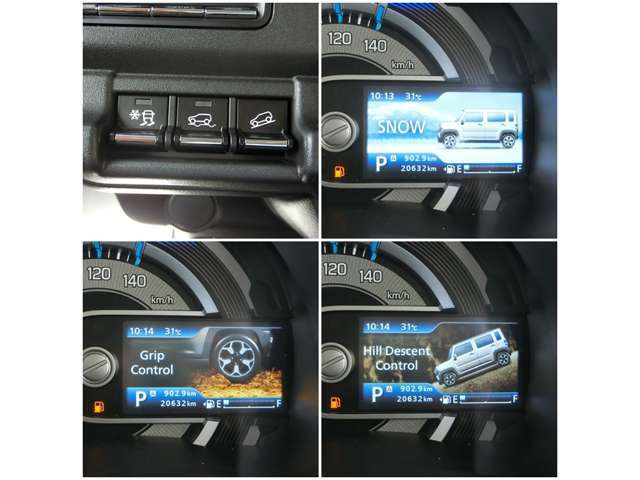 120 140
km/h
10:13 31℃
SNOW
P A 902.9km
20632km E F
120 140
km/h
10:14 31℃
Grip
Control
P A 902.9km
20632km E F
120 140
km/h
10:14 31℃
Hill Descent
Control
P A 902.9km
20632km E F